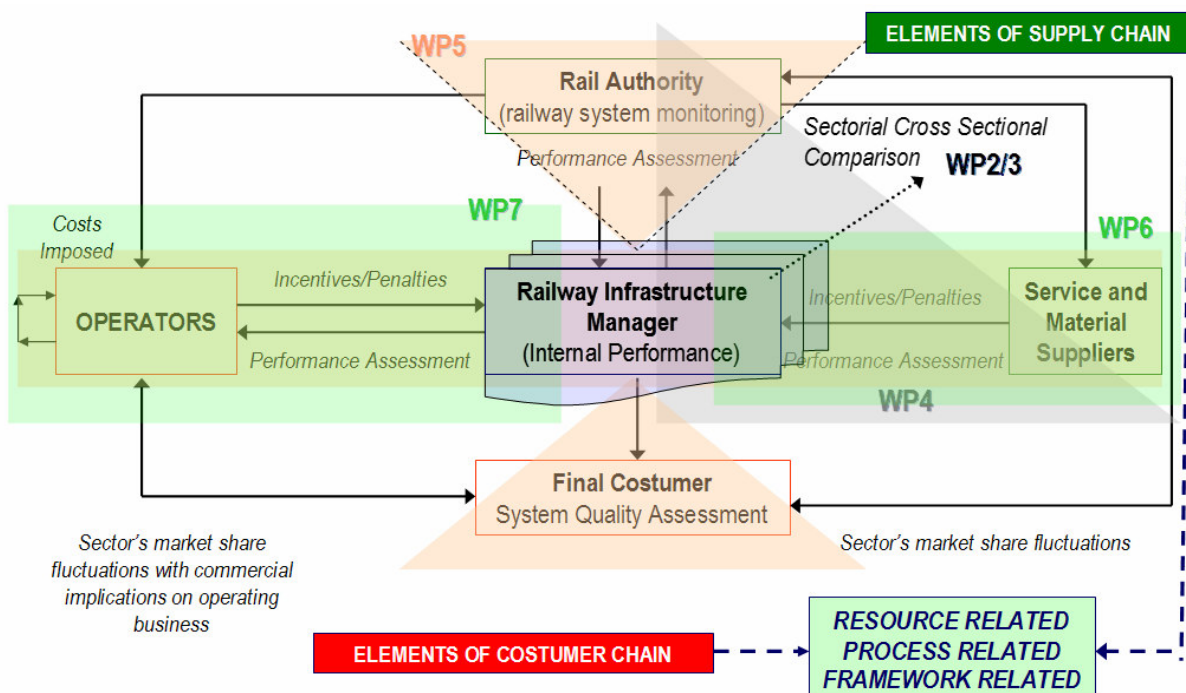 WP5
ELEMENTS OF SUPPLY CHAIN
Rail Authority
(railway system monitoring)
Performance Assessment
Sectorial Cross Sectional
Comparison
WP2/3
WP7
WP6
Costs
Imposed
OPERATORS
Incentives/Penalties
Performance Assessment
Railway Infrastructure
Manager
(Internal Performance)
Incentives/Penalties
Performance Assessment
Service and
Material
Suppliers
WP4
Final Costumer
System Quality Assessment
Sector's market share
fluctuations with commercial
implications on operating
business
Sector's market share fluctuations
ELEMENTS OF COSTUMER CHAIN
RESOURCE RELATED
PROCESS RELATED
FRAMEWORK RELATED